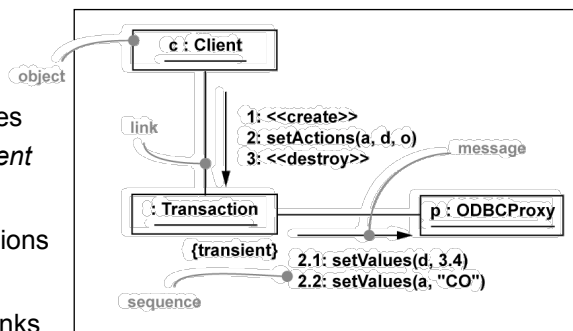 c : Client
object
es
link
1: <<create>>
2: setActions(a, d, o)
3: <<destroy>>
ent
message
: Transaction
p : ODBCProxy
ions
{transient}
2.1: setValues(d, 3.4)
2.2: setValues(a, "CO")
sequence
nks